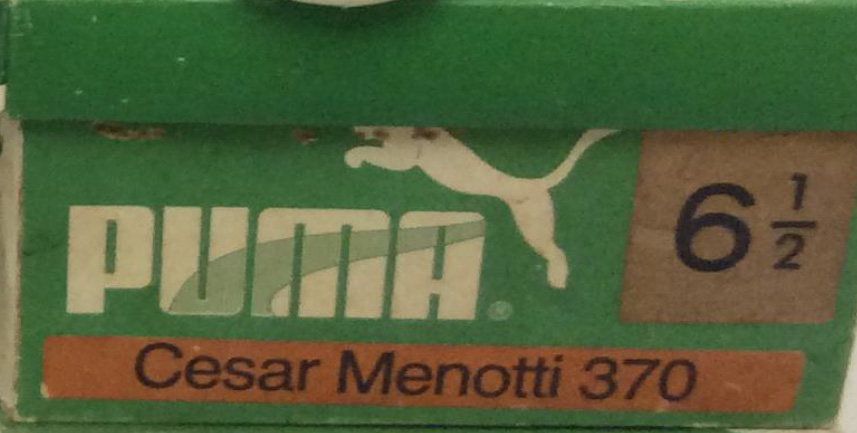 PUMA®
6 1/2
Cesar Menotti 370